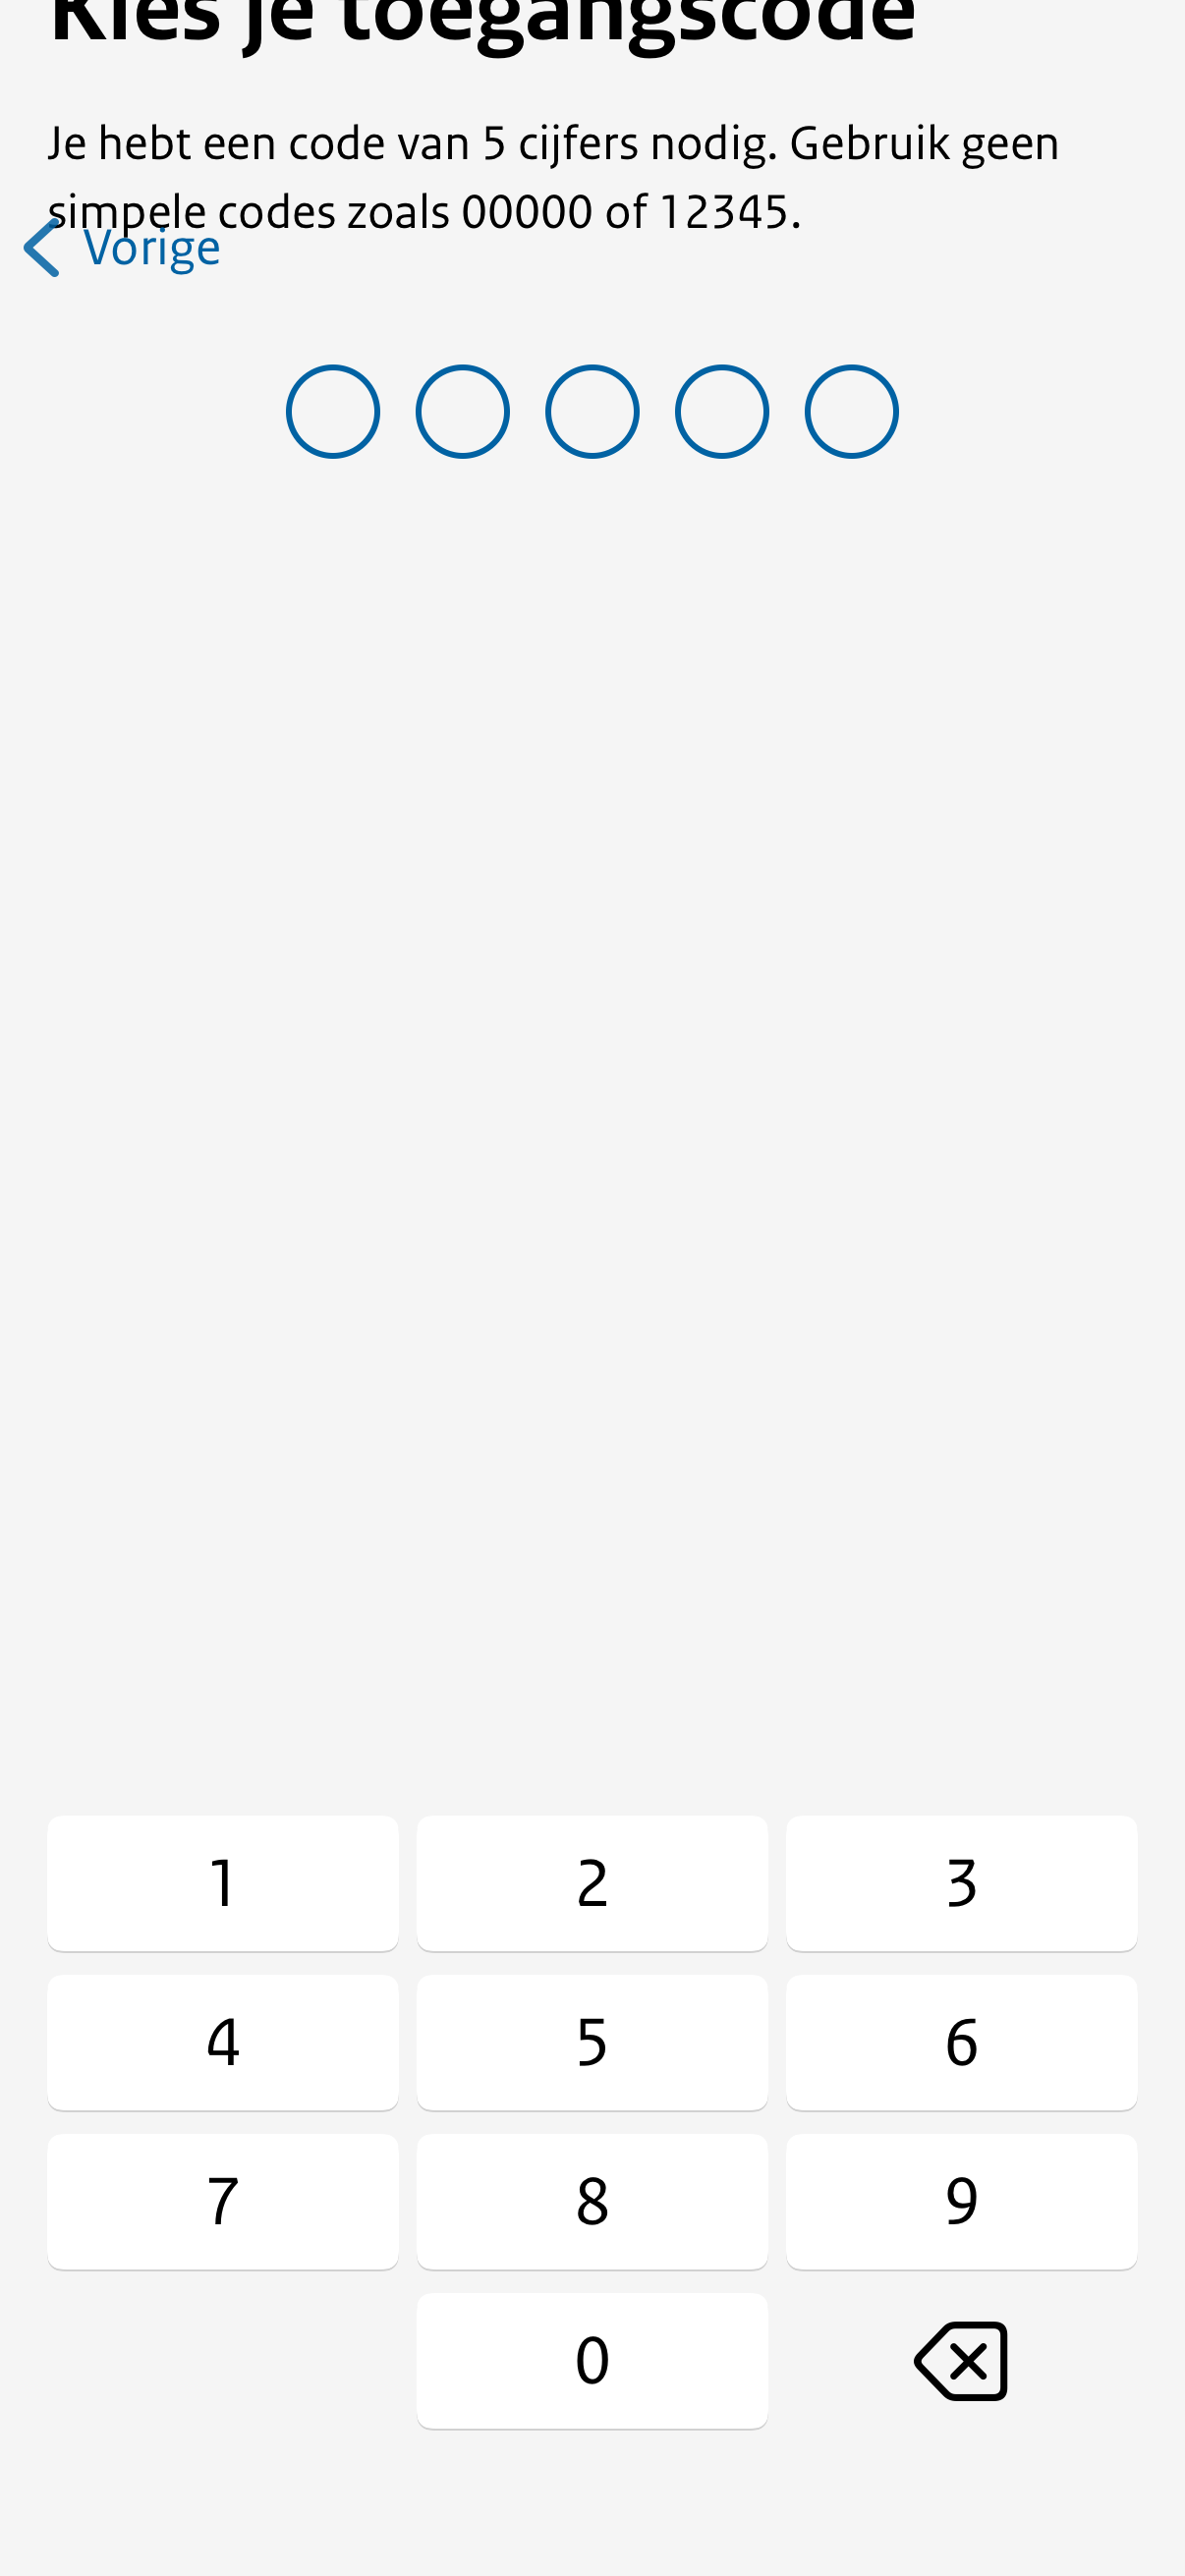 Kies je toegangscode
Je hebt een code van 5 cijfers nodig. Gebruik geen
simpele codes zoals 00000 of 12345.
Vorige
1 2 3
4 5 6
7 8 9
0